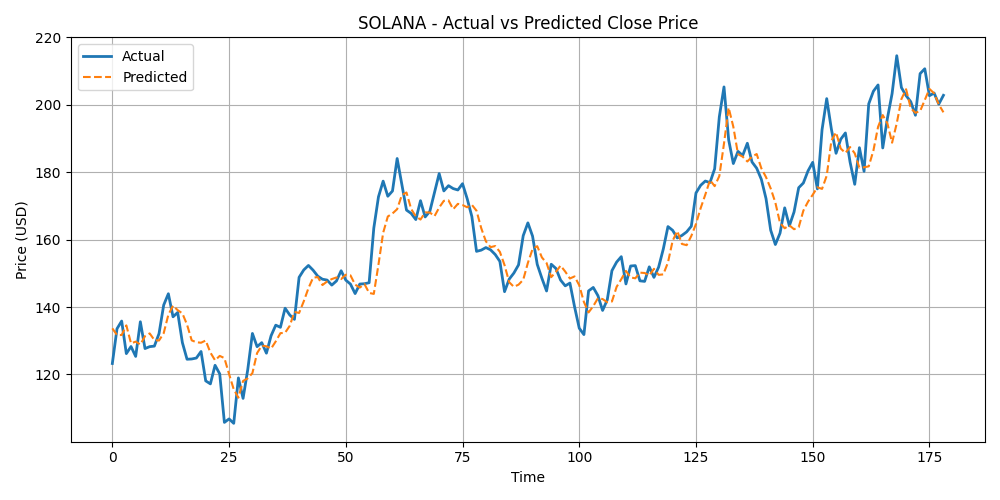 SOLANA - Actual vs Predicted Close Price
Actual
Predicted
Price (USD)
220
200
180
160
140
120
0 25 50 75 100 125 150 175
Time